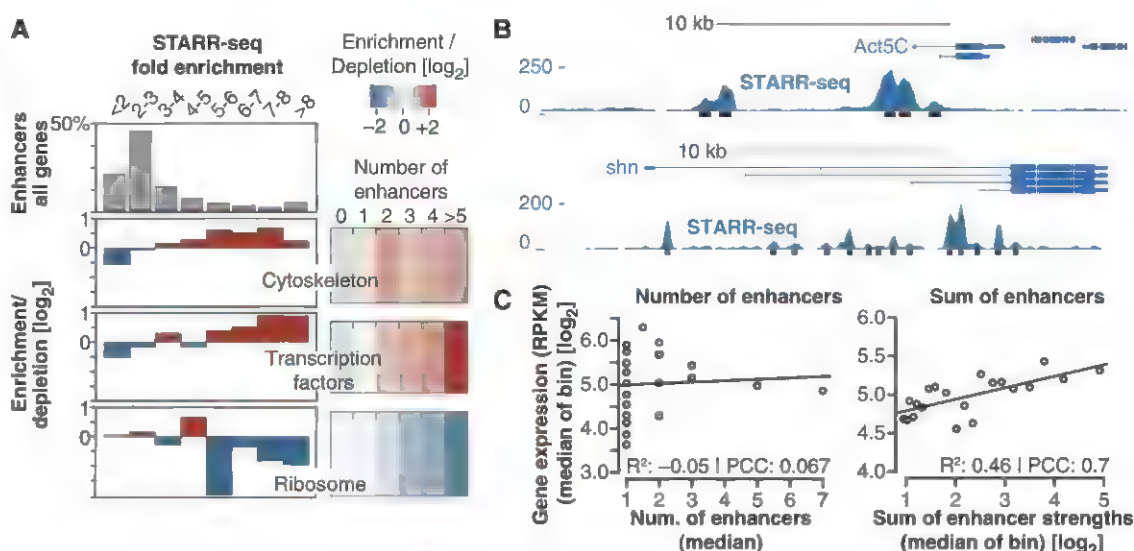 A
STARR-seq
fold enrichment
<2 2-3 3-4 4-5 5-6 6-7 7-8 >8
Enrichment /
Depletion [log2]
−2 0 +2
50%
0
Enhancers
all genes
Number of
enhancers
0 1 2 3 4 >5
1
0
Cytoskeleton
1
0
Transcription
factors
1
0
Ribosome
Enrichment/
depletion [log2]
B
10 kb
Act5C
250
STARR-seq
0
10 kb
shn
200
STARR-seq
0
C
Number of enhancers
Gene expression (RPKM)
(median of bin) [log2]
6.0
5.0
4.0
3.0
R²: −0.05 | PCC: 0.067
1 2 3 4 5 6 7
Num. of enhancers
(median)
Sum of enhancers
6.0
5.5
5.0
4.5
4.0
R²: 0.46 | PCC: 0.7
1 2 3 4 5
Sum of enhancer strengths
(median of bin) [log2]